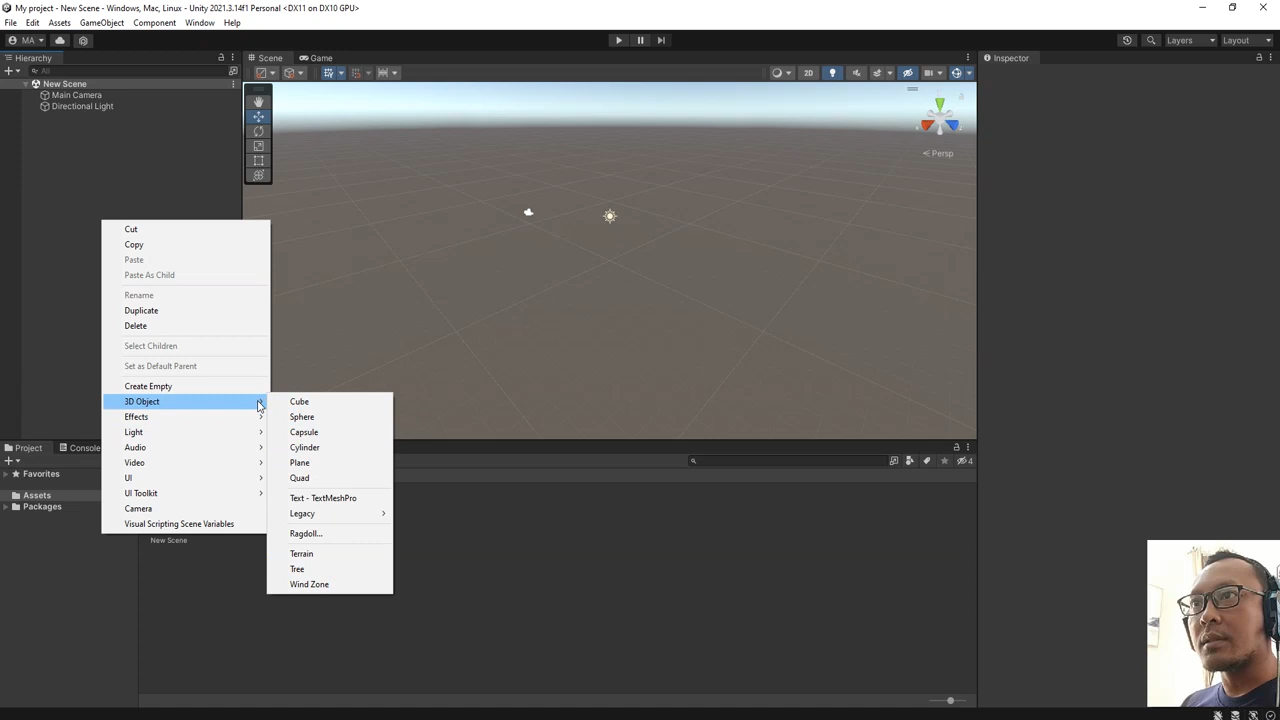 My project - New Scene - Windows, Mac, Linux - Unity 2021.3.14f1 Personal <DX11 on DX10 GPU>
File Edit Assets GameObject Component Window Help
MA Layers Layout
Hierarchy Scene Game Inspector
All
New Scene 2D
Main Camera
Directional Light
Persp
Cut
Copy
Paste
Paste As Child
Rename
Duplicate
Delete
Select Children
Set as Default Parent
Create Empty
3D Object
Effects
Light
Audio
Video
UI
UI Toolkit
Camera
Visual Scripting Scene Variables
Cube
Sphere
Capsule
Cylinder
Plane
Quad
Text - TextMeshPro
Legacy
Ragdoll...
Terrain
Tree
Wind Zone
Project Console
4
Favorites
Assets
Packages
New Scene